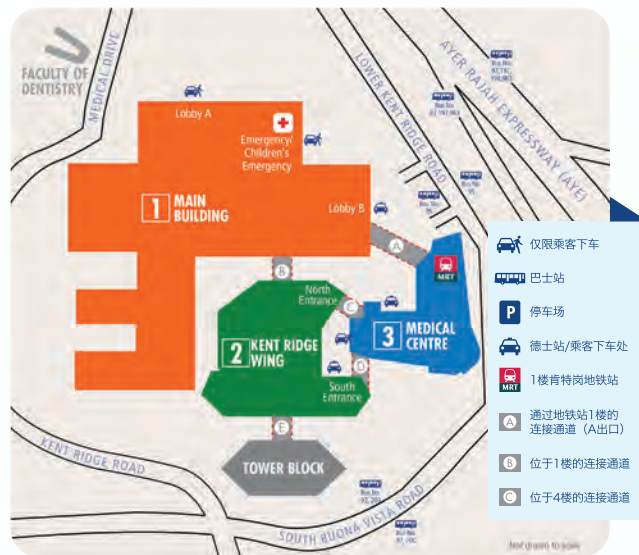 FACULTY OF
DENTISTRY
MEDICAL DRIVE
LOWER KENT RIDGE ROAD
AYER RAJAH EXPRESSWAY (AYE)
Lobby A
Emergency/
Children's
Emergency
1 MAIN
BUILDING
Lobby B
A
MRT
B
North
Entrance
C
2 KENT RIDGE
WING
3 MEDICAL
CENTRE
D
South
Entrance
E
TOWER BLOCK
KENT RIDGE ROAD
SOUTH BUONA VISTA ROAD
Not drawn to scale
仅限乘客下车
巴士站
P 停车场
德士站/乘客下车处
MRT 1楼肯特岗地铁站
A 通过地铁站1楼的
连接通道（A出口）
B 位于1楼的连接通道
C 位于4楼的连接通道